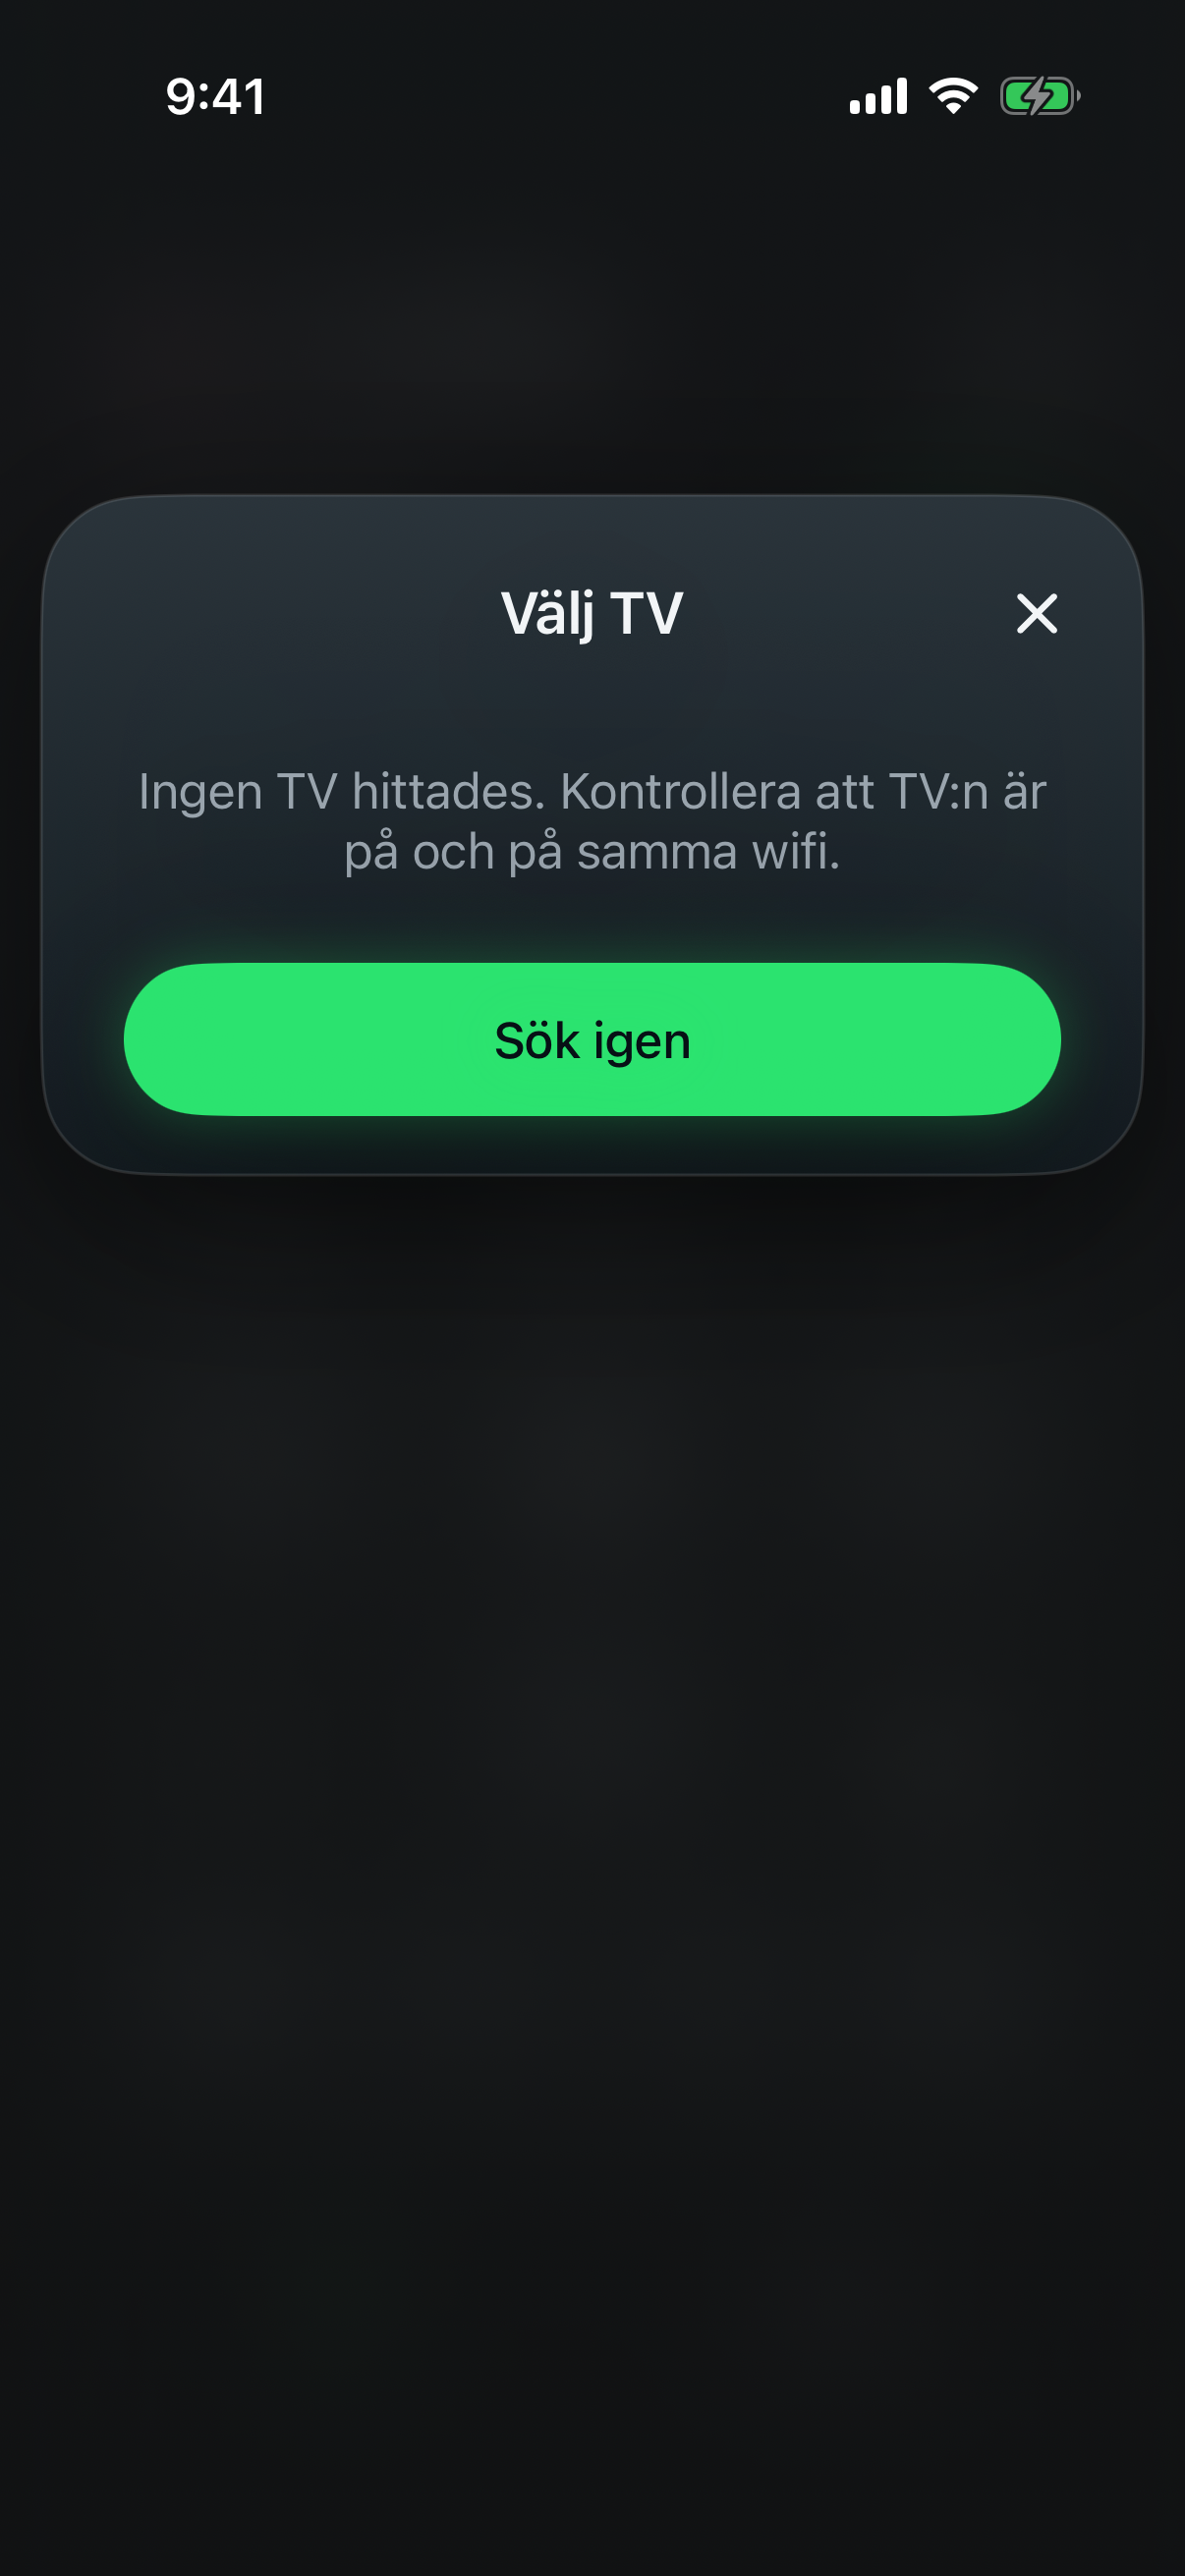 9:41
Välj TV
Ingen TV hittades. Kontrollera att TV:n är
på och på samma wifi.
Sök igen